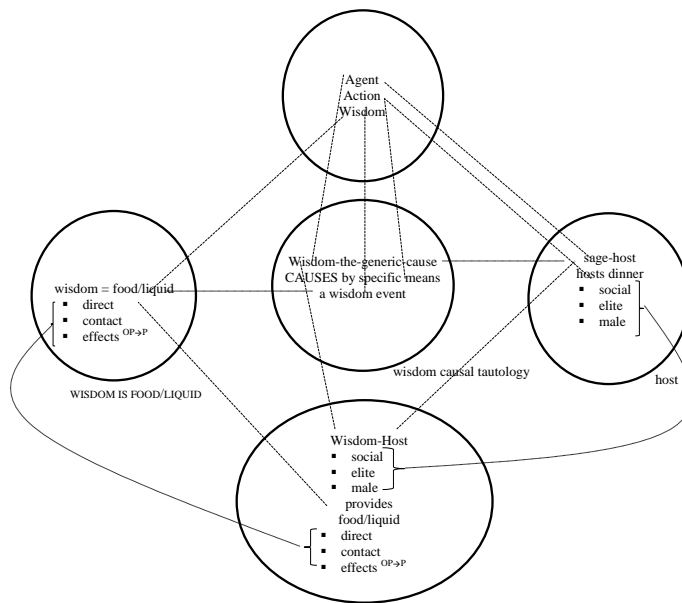 Agent
Action
Wisdom
Wisdom-the-generic-cause
CAUSES by specific means
a wisdom event
wisdom = food/liquid
▪ direct
▪ contact
▪ effects OP→P
sage-host
hosts dinner
▪ social
▪ elite
▪ male
WISDOM IS FOOD/LIQUID
wisdom causal tautology
host
Wisdom-Host
▪ social
▪ elite
▪ male
provides
food/liquid
▪ direct
▪ contact
▪ effects OP→P